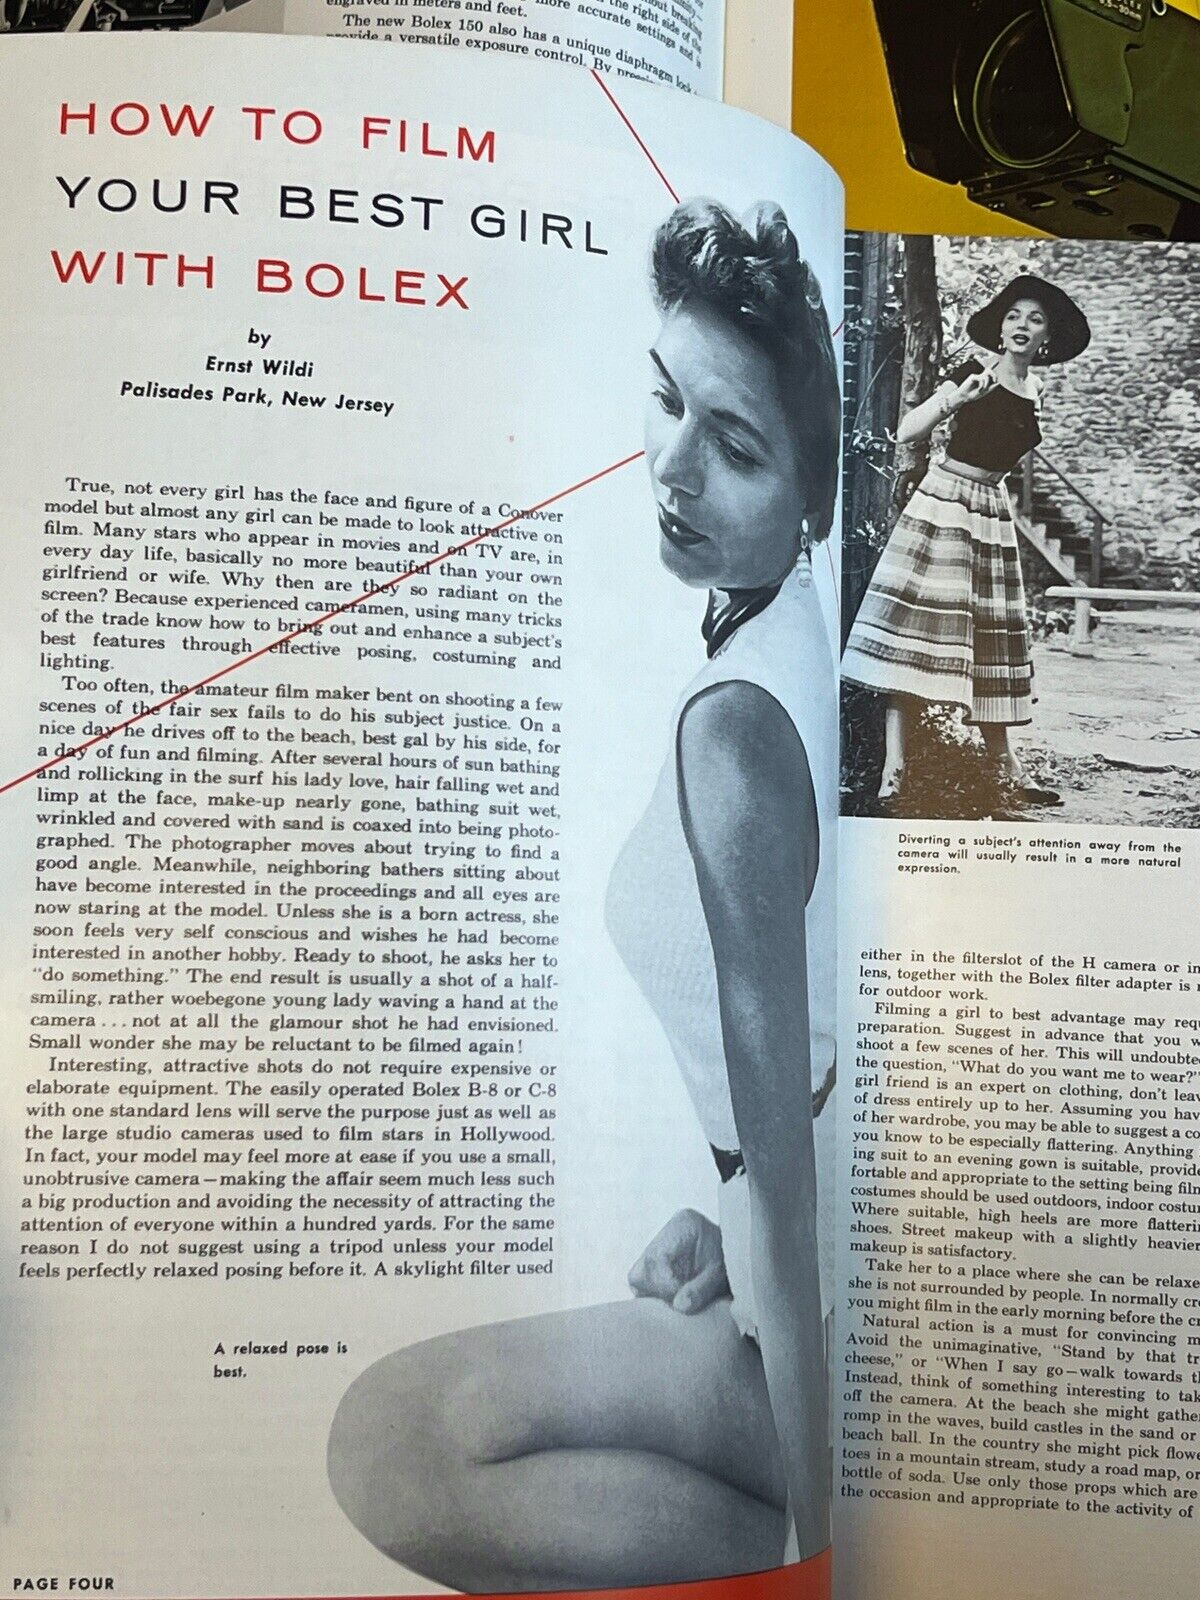 engraved in meters and feet.
more accurate settings and is
the right side of the
The new Bolex 150 also has a unique diaphragm lock
provide a versatile exposure control. By
HOW TO FILM
YOUR BEST GIRL
WITH BOLEX
by
Ernst Wildi
Palisades Park, New Jersey
True, not every girl has the face and figure of a Conover
model but almost any girl can be made to look attractive on
film. Many stars who appear in movies and on TV are, in
every day life, basically no more beautiful than your own
girlfriend or wife. Why then are they so radiant on the
screen? Because experienced cameramen, using many tricks
of the trade know how to bring out and enhance a subject's
best features through effective posing, costuming and
lighting.
Too often, the amateur film maker bent on shooting a few
scenes of the fair sex fails to do his subject justice. On a
nice day he drives off to the beach, best gal by his side, for
a day of fun and filming. After several hours of sun bathing
and rollicking in the surf his lady love, hair falling wet and
limp at the face, make-up nearly gone, bathing suit wet,
wrinkled and covered with sand is coaxed into being photo-
graphed. The photographer moves about trying to find a
good angle. Meanwhile, neighboring bathers sitting about
have become interested in the proceedings and all eyes are
now staring at the model. Unless she is a born actress, she
soon feels very self conscious and wishes he had become
interested in another hobby. Ready to shoot, he asks her to
"do something." The end result is usually a shot of a half-
smiling, rather woebegone young lady waving a hand at the
camera ... not at all the glamour shot he had envisioned.
Small wonder she may be reluctant to be filmed again!
Interesting, attractive shots do not require expensive or
elaborate equipment. The easily operated Bolex B-8 or C-8
with one standard lens will serve the purpose just as well as
the large studio cameras used to film stars in Hollywood.
In fact, your model may feel more at ease if you use a small,
unobtrusive camera — making the affair seem much less such
a big production and avoiding the necessity of attracting the
attention of everyone within a hundred yards. For the same
reason I do not suggest using a tripod unless your model
feels perfectly relaxed posing before it. A skylight filter used
A relaxed pose is
best.
PAGE FOUR
Diverting a subject's attention away from the
camera will usually result in a more natural
expression.
either in the filterslot of the H camera or in
lens, together with the Bolex filter adapter is
for outdoor work.
Filming a girl to best advantage may requ
preparation. Suggest in advance that you w
shoot a few scenes of her. This will undoubte
the question, "What do you want me to wear?"
girl friend is an expert on clothing, don't leav
of dress entirely up to her. Assuming you hav
of her wardrobe, you may be able to suggest a co
you know to be especially flattering. Anything
ing suit to an evening gown is suitable, provide
fortable and appropriate to the setting being film
costumes should be used outdoors, indoor costu
Where suitable, high heels are more flatterin
shoes. Street makeup with a slightly heavier
makeup is satisfactory.
Take her to a place where she can be relaxe
she is not surrounded by people. In normally cr
you might film in the early morning before the cr
Natural action is a must for convincing m
Avoid the unimaginative, "Stand by that tr
cheese," or "When I say go — walk towards th
Instead, think of something interesting to tak
off the camera. At the beach she might gathe
romp in the waves, build castles in the sand or
beach ball. In the country she might pick flowe
toes in a mountain stream, study a road map, or
bottle of soda. Use only those props which are
the occasion and appropriate to the activity of